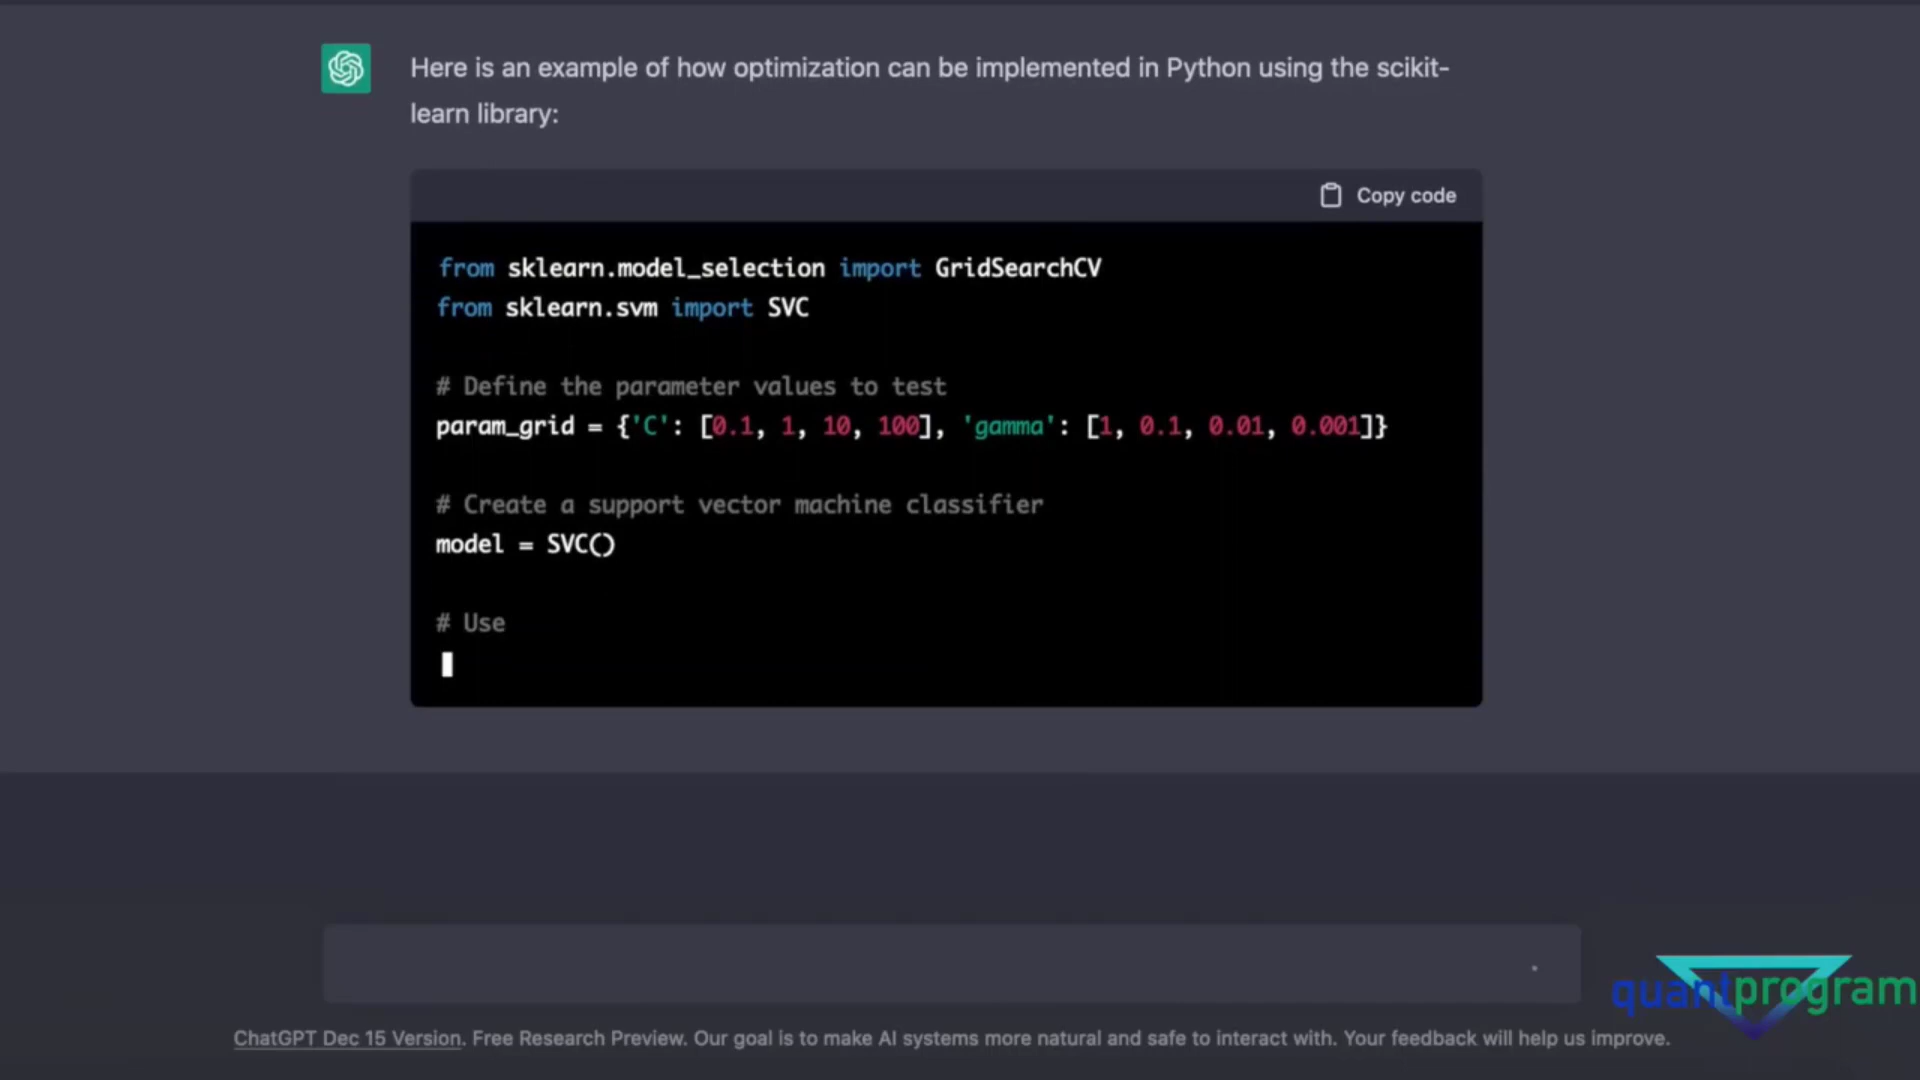 Here is an example of how optimization can be implemented in Python using the scikit-
learn library:
Copy code
from sklearn.model_selection import GridSearchCV
from sklearn.svm import SVC
# Define the parameter values to test
param_grid = {'C': [0.1, 1, 10, 100], 'gamma': [1, 0.1, 0.01, 0.001]}
# Create a support vector machine classifier
model = SVC()
# Use
quantprogram
ChatGPT Dec 15 Version. Free Research Preview. Our goal is to make AI systems more natural and safe to interact with. Your feedback will help us improve.